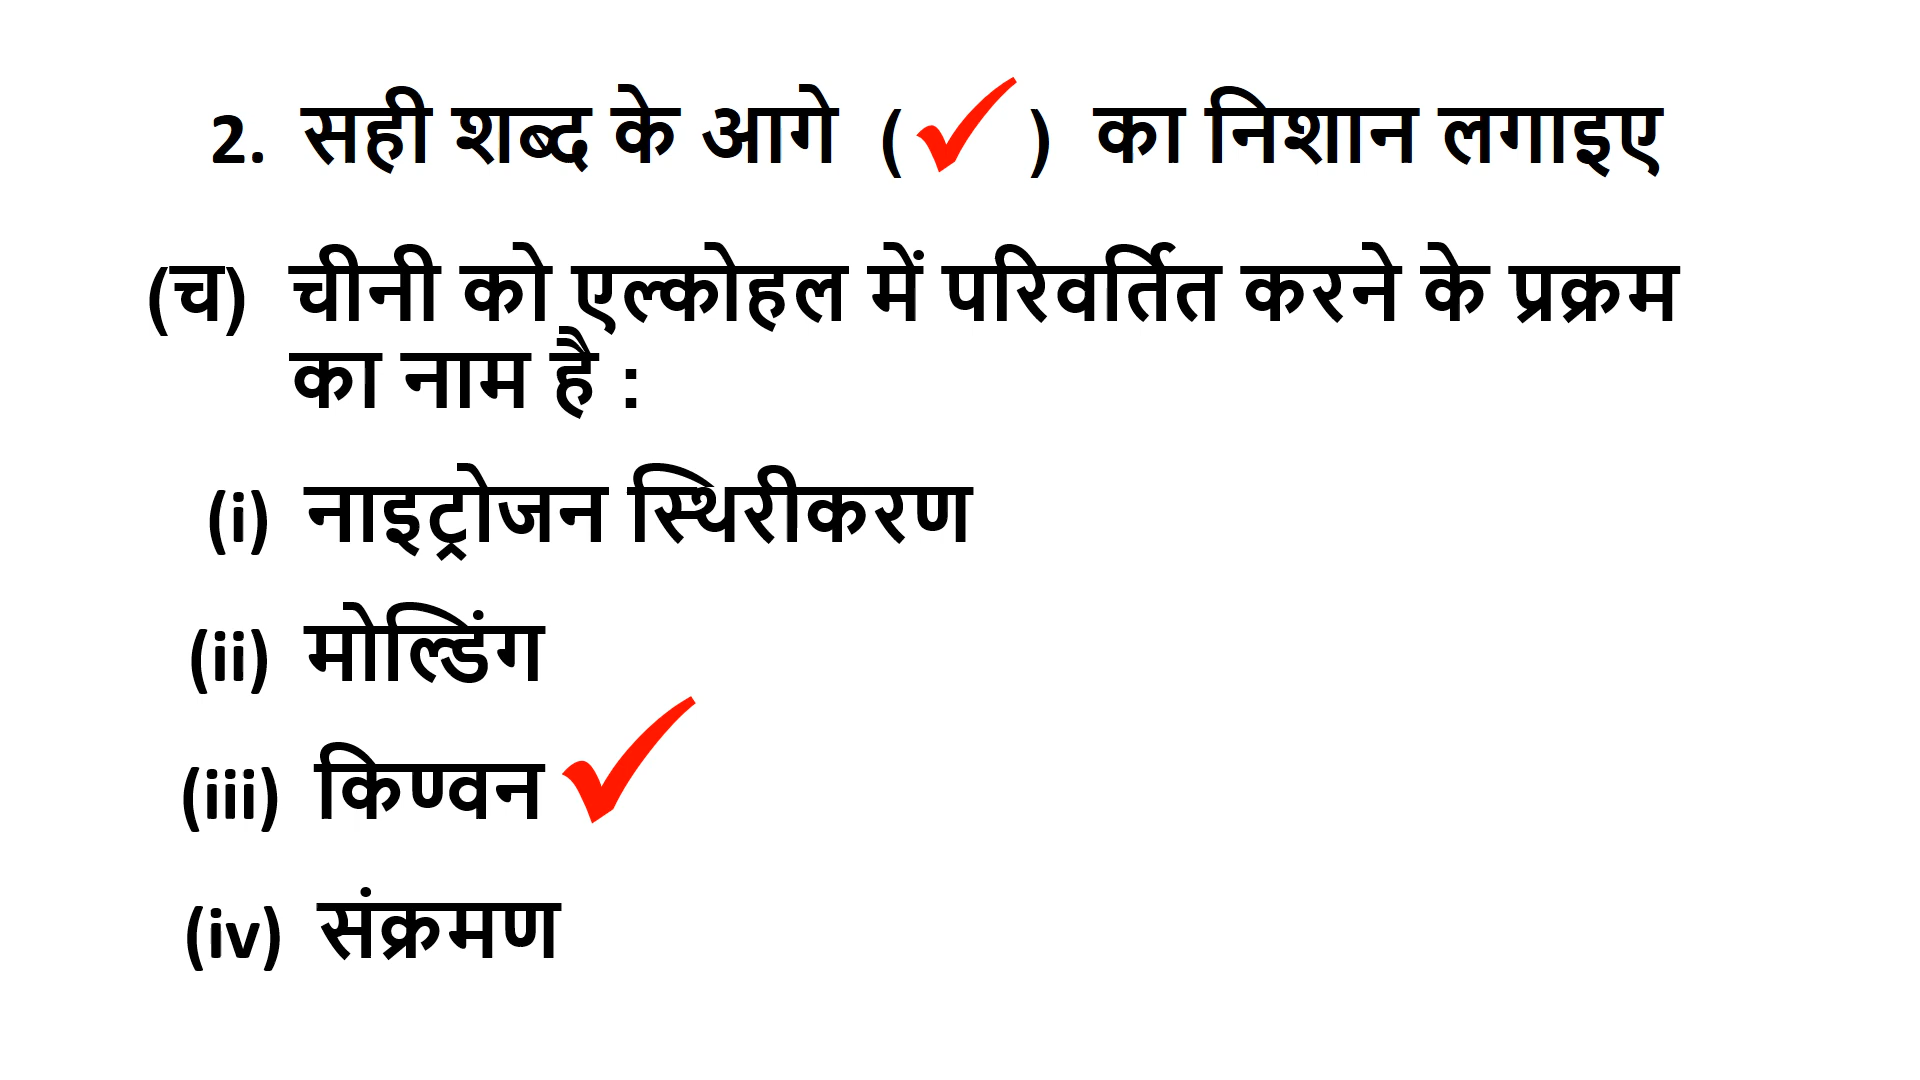 2. सही शब्द के आगे (✓) का निशान लगाइए
(च) चीनी को एल्कोहल में परिवर्तित करने के प्रक्रम
का नाम है :
(i) नाइट्रोजन स्थिरीकरण
(ii) मोल्डिंग
(iii) किण्वन ✓
(iv) संक्रमण